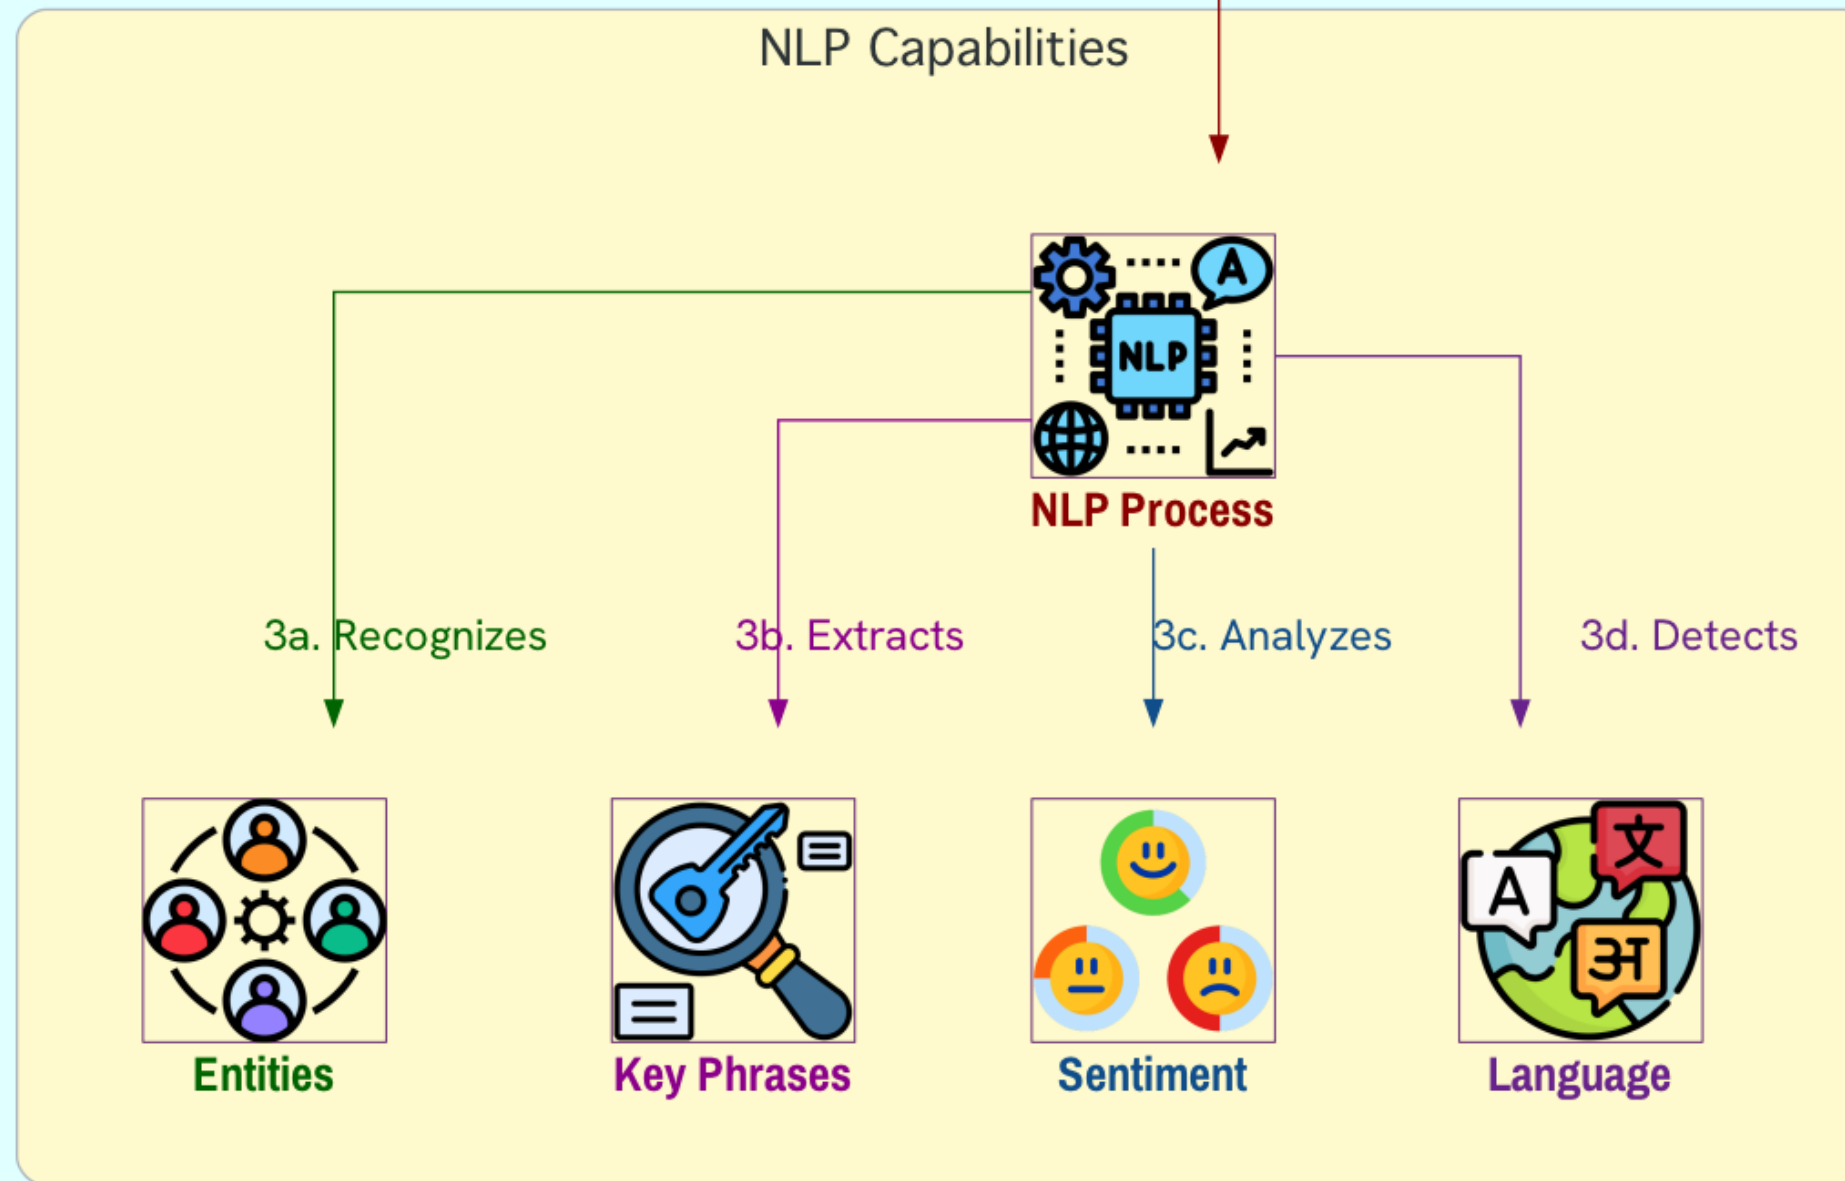 NLP Capabilities
A
NLP
NLP Process
3a. Recognizes
3b. Extracts
3c. Analyzes
3d. Detects
文
A
अ
Entities
Key Phrases
Sentiment
Language